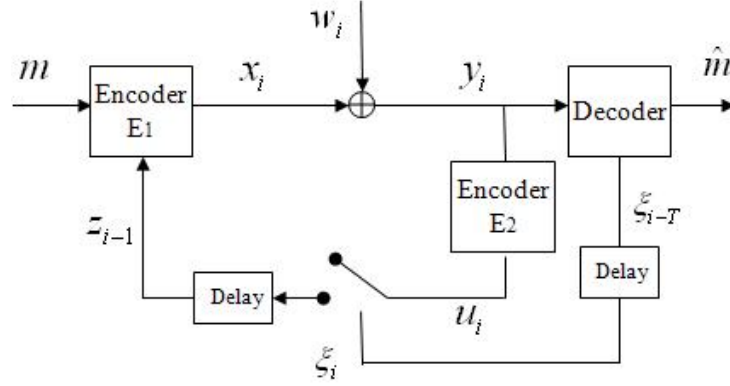 w_i
m
x_i
y_i
m̂
Encoder
E1
Decoder
Encoder
E2
z_{i-1}
ξ_{i-T}
Delay
Delay
u_i
ξ_i